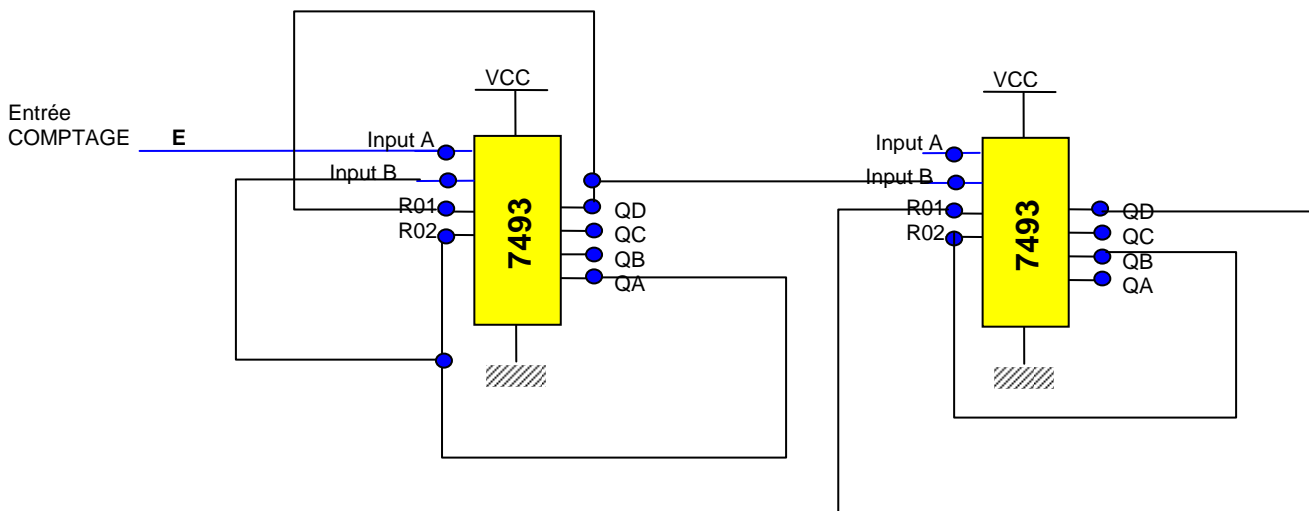 Entrée
COMPTAGE E
VCC
Input A
Input B
R01
R02
7493
QD
QC
QB
QA
VCC
Input A
Input B
R01
R02
7493
QD
QC
QB
QA